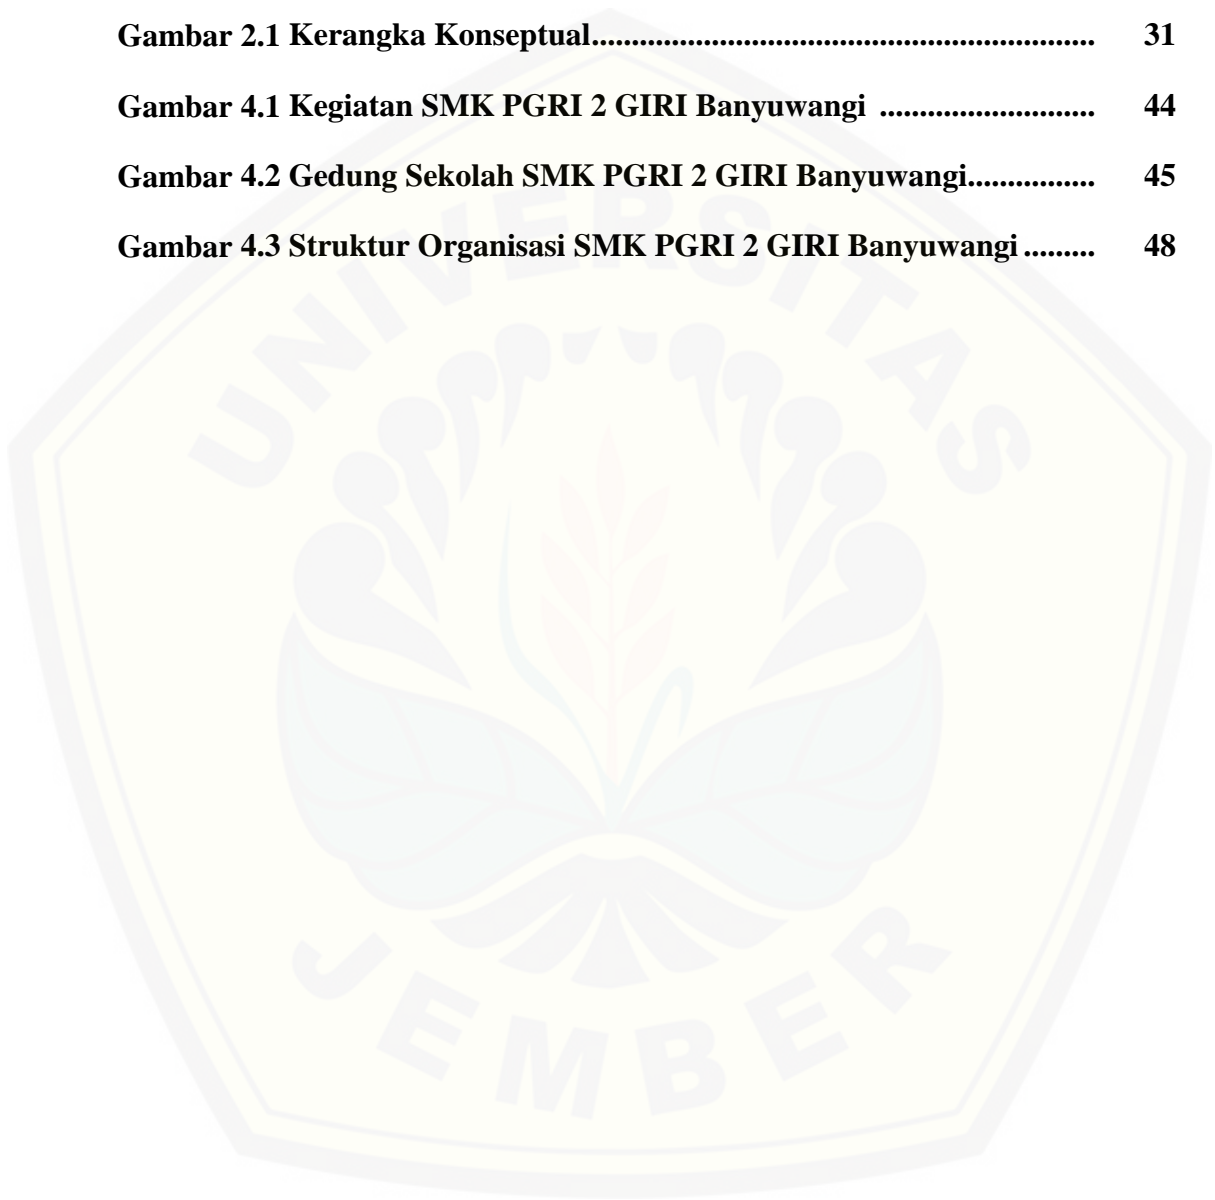 Gambar 2.1 Kerangka Konseptual............................................................... 31
Gambar 4.1 Kegiatan SMK PGRI 2 GIRI Banyuwangi ........................... 44
Gambar 4.2 Gedung Sekolah SMK PGRI 2 GIRI Banyuwangi................ 45
Gambar 4.3 Struktur Organisasi SMK PGRI 2 GIRI Banyuwangi ......... 48
UNIVERSITAS
JEMBER